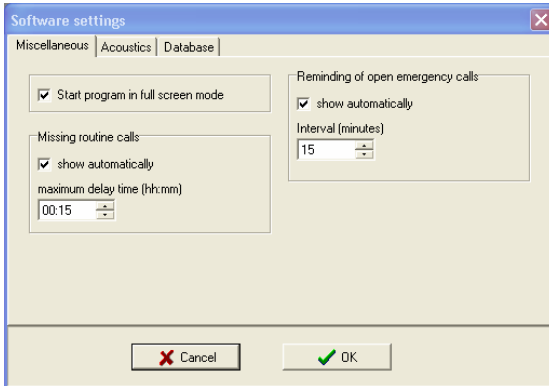 Software settings
Miscellaneous Acoustics Database
Start program in full screen mode
Missing routine calls
show automatically
maximum delay time (hh:mm)
00:15
Reminding of open emergency calls
show automatically
Interval (minutes)
15
Cancel OK